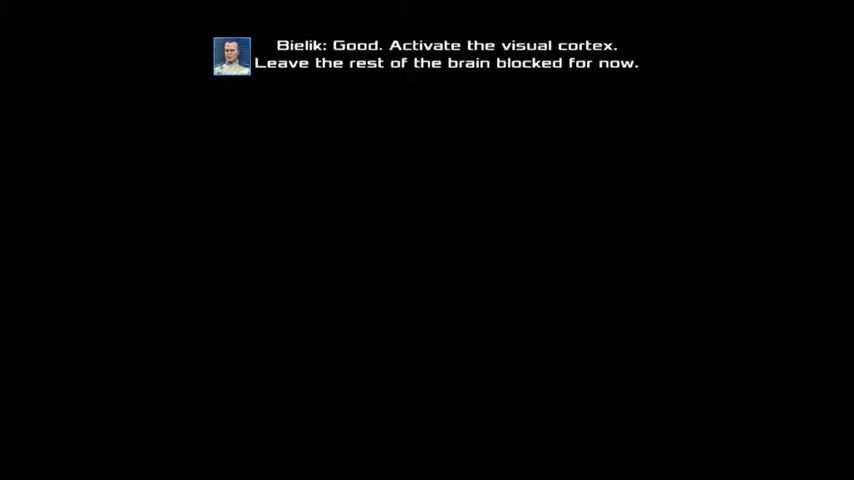 Bielik: Good. Activate the visual cortex.
Leave the rest of the brain blocked for now.